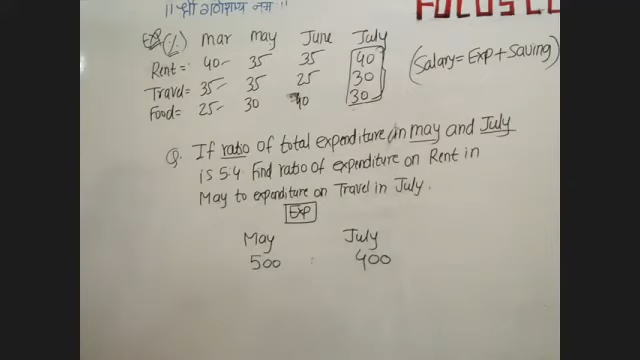 ।। श्री गणेशाय नमः ।।
FOCUS
Exp (%) Mar May June July
Rent = 40 - 35 35 40
Travel = 35 - 35 25 30
Food = 25 - 30 40 30
(Salary = Exp + Saving)
Q. If ratio of total expenditure in May and July
is 5:4. Find ratio of expenditure on Rent in
May to expenditure on Travel in July.
Exp
May July
500 : 400